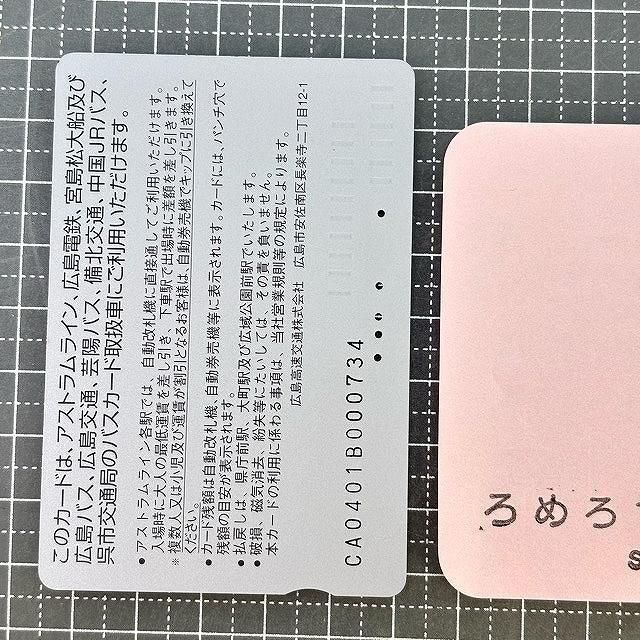 このカードは、アストラムライン、広島電鉄、宮島松大船及び
広島バス、広島交通、芸陽バス、備北交通、中国JRバス、
呉市交通局のバスカード取扱車にご利用いただけます。
●アストラムライン各駅では、自動改札機に直接通してご利用いただけます。
入場時に大人の最低運賃を差し引き、下車駅で出場時に差額を差し引きます。
※複数人又は小児及び運賃が割引となるお客様は、自動券売機でキップに引き換えて
ください。
●カード残額は自動改札機、自動券売機等に表示されます。カードには、パンチ穴で
残額の目安が表示されます。
●払戻しは、県庁前駅、大町駅及び広域公園前駅でいたします。
●破損、磁気消去、紛失等にたいしては、その責を負いません。
本カードの利用に係わる事項は、当社営業規則等の規定によります。
広島高速交通株式会社 広島市安佐南区長楽寺二丁目12-1
CA0401B000734
ろめろ